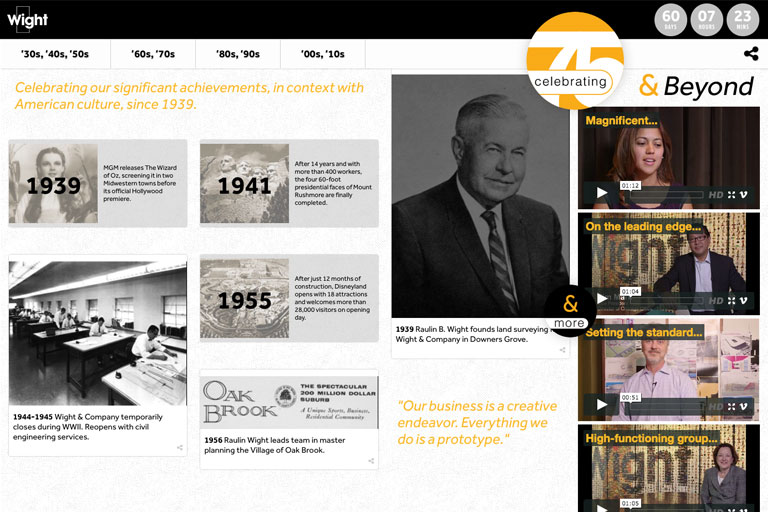 Wight
60
DAYS
07
HOURS
23
MINS
'30s, '40s, '50s
'60s, '70s
'80s, '90s
'00s, '10s
Celebrating our significant achievements, in context with
American culture, since 1939.
75
celebrating
& Beyond
1939
MGM releases The Wizard
of Oz, screening it in two
Midwestern towns before
its official Hollywood
premiere.
1941
After 14 years and with
more than 400 workers,
the four 60-foot
presidential faces of Mount
Rushmore are finally
completed.
1944-1945 Wight & Company temporarily
closes during WWII. Reopens with civil
engineering services.
1955
After just 12 months of
construction, Disneyland
opens with 18 attractions
and welcomes more than
28,000 visitors on opening
day.
OAK
BROOK
THE SPECTACULAR
200 MILLION DOLLAR
SUBURB
A Unique Sports, Business,
Residential Community
1956 Raulin Wight leads team in master
planning the Village of Oak Brook.
1939 Raulin B. Wight founds land surveying
Wight & Company in Downers Grove.
&
more
"Our business is a creative
endeavor. Everything we
do is a prototype."
Magnificent...
01:12
HD
On the leading edge...
wight
01:04
HD
Setting the standard...
00:51
HD
High-functioning group...
wight
01:05
HD